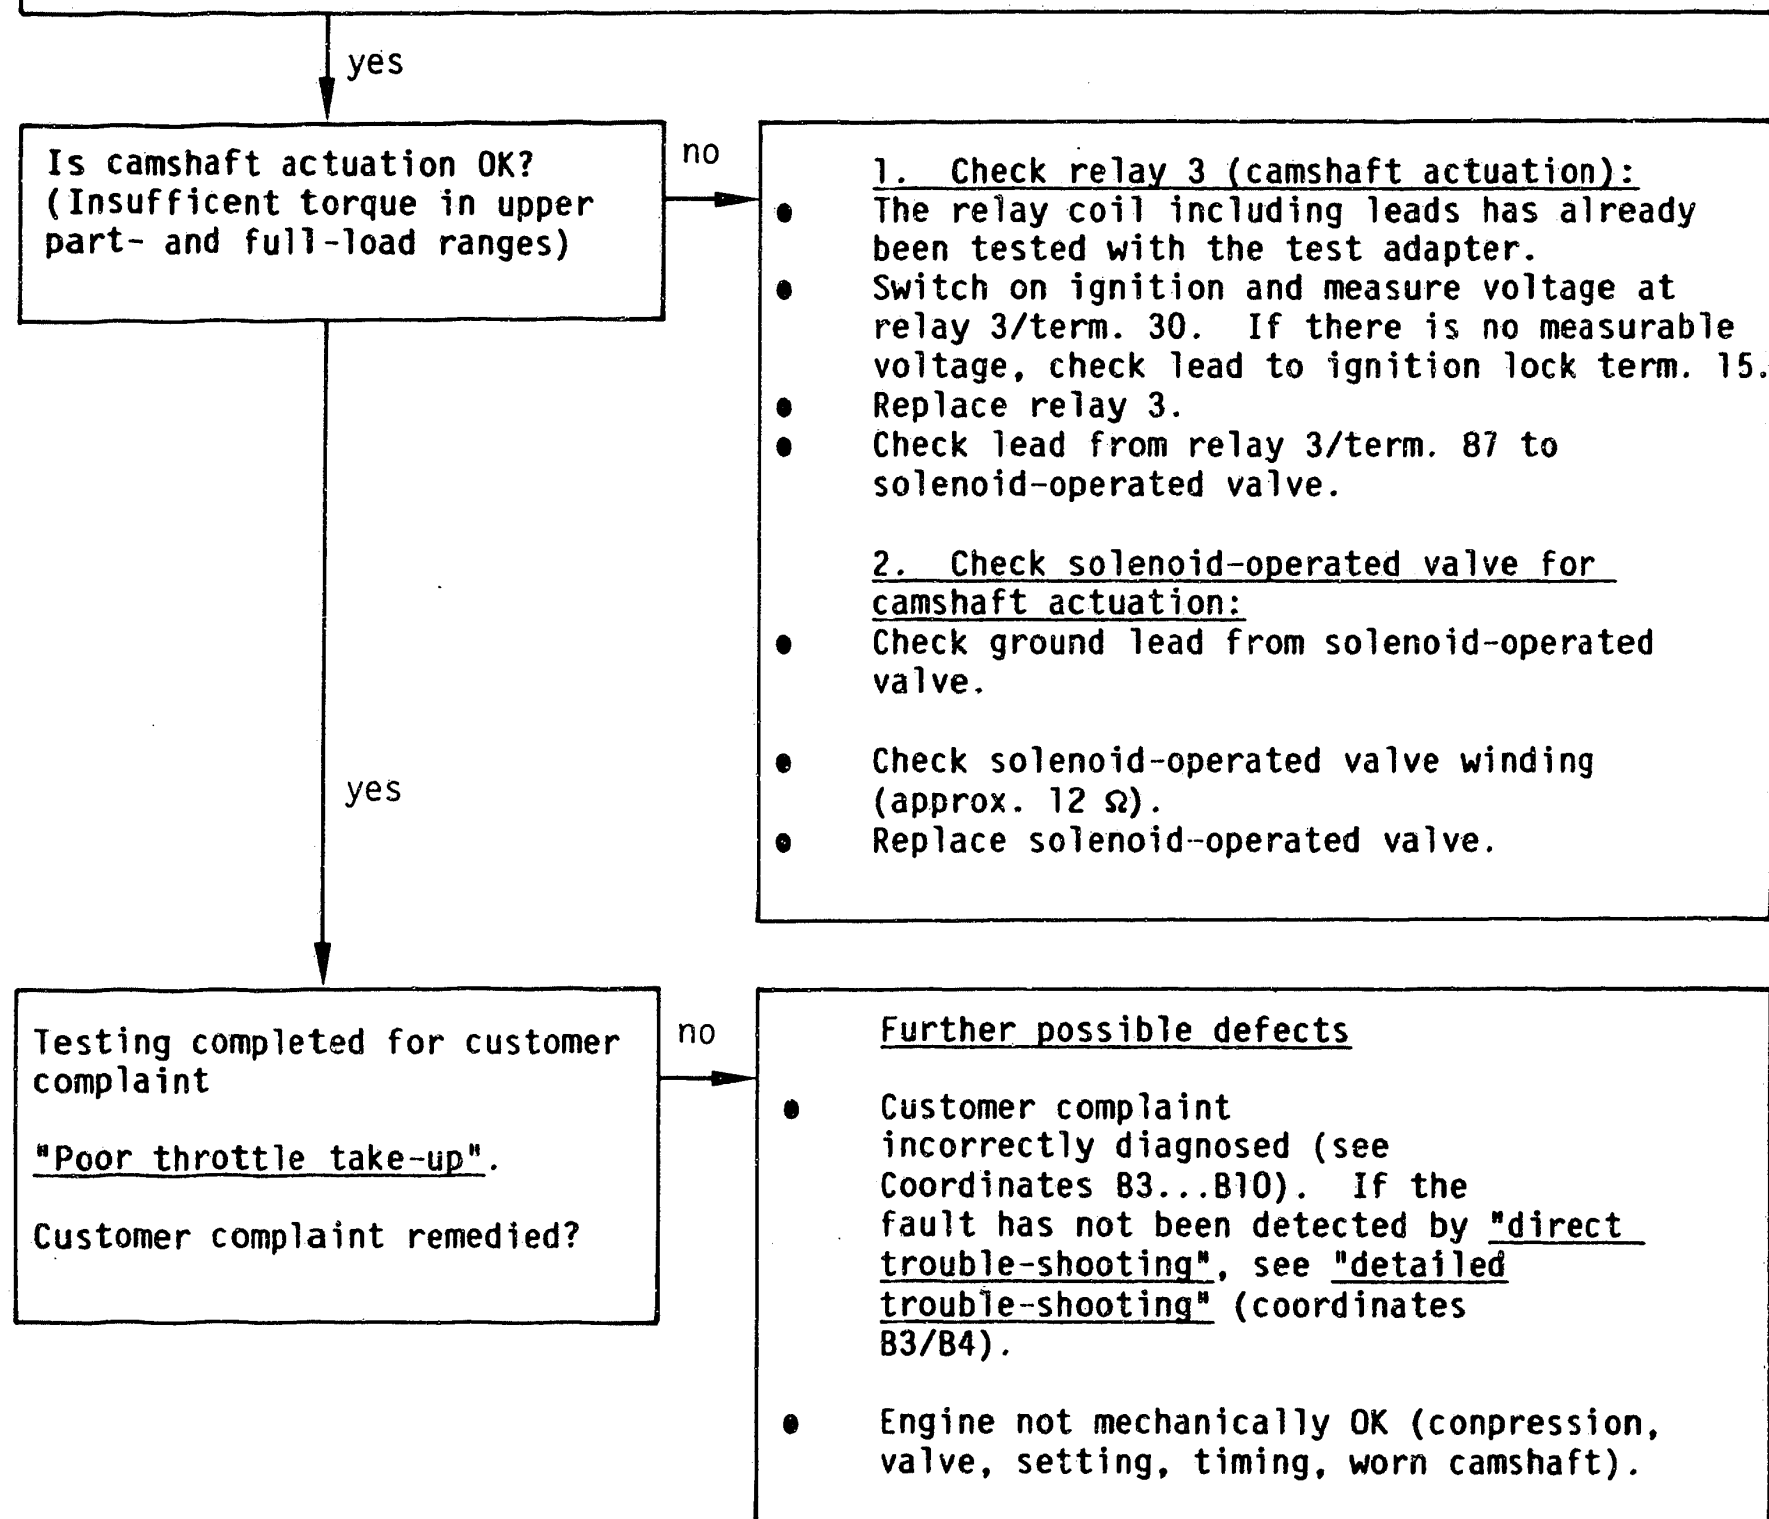 yes
Is camshaft actuation OK?
(Insufficent torque in upper
part- and full-load ranges)
no
1. Check relay 3 (camshaft actuation):
● The relay coil including leads has already
been tested with the test adapter.
● Switch on ignition and measure voltage at
relay 3/term. 30. If there is no measurable
voltage, check lead to ignition lock term. 15.
● Replace relay 3.
● Check lead from relay 3/term. 87 to
solenoid-operated valve.
2. Check solenoid-operated valve for
camshaft actuation:
● Check ground lead from solenoid-operated
valve.
● Check solenoid-operated valve winding
(approx. 12 Ω).
● Replace solenoid-operated valve.
yes
Testing completed for customer
complaint
"Poor throttle take-up".
Customer complaint remedied?
no
Further possible defects
● Customer complaint
incorrectly diagnosed (see
Coordinates B3...B10). If the
fault has not been detected by "direct
trouble-shooting", see "detailed
trouble-shooting" (coordinates
B3/B4).
● Engine not mechanically OK (conpression,
valve, setting, timing, worn camshaft).